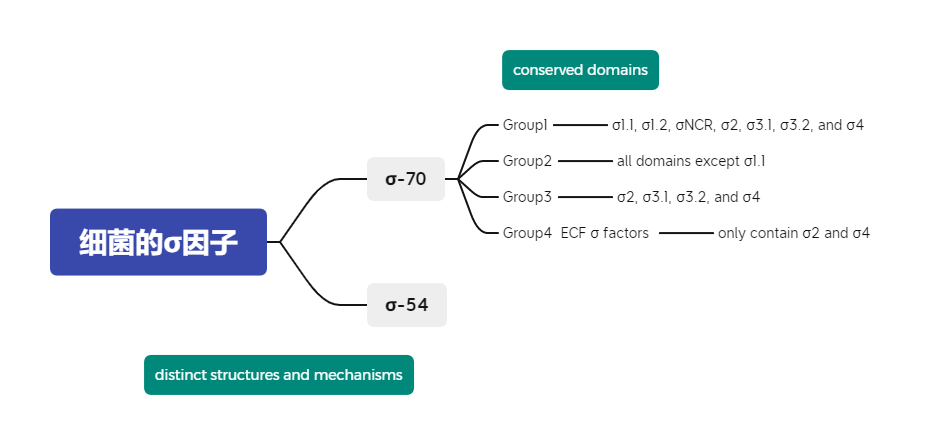 conserved domains
Group1 σ1.1, σ1.2, σNCR, σ2, σ3.1, σ3.2, and σ4
Group2 all domains except σ1.1
σ-70
Group3 σ2, σ3.1, σ3.2, and σ4
Group4 ECF σ factors only contain σ2 and σ4
细菌的σ因子
σ-54
distinct structures and mechanisms